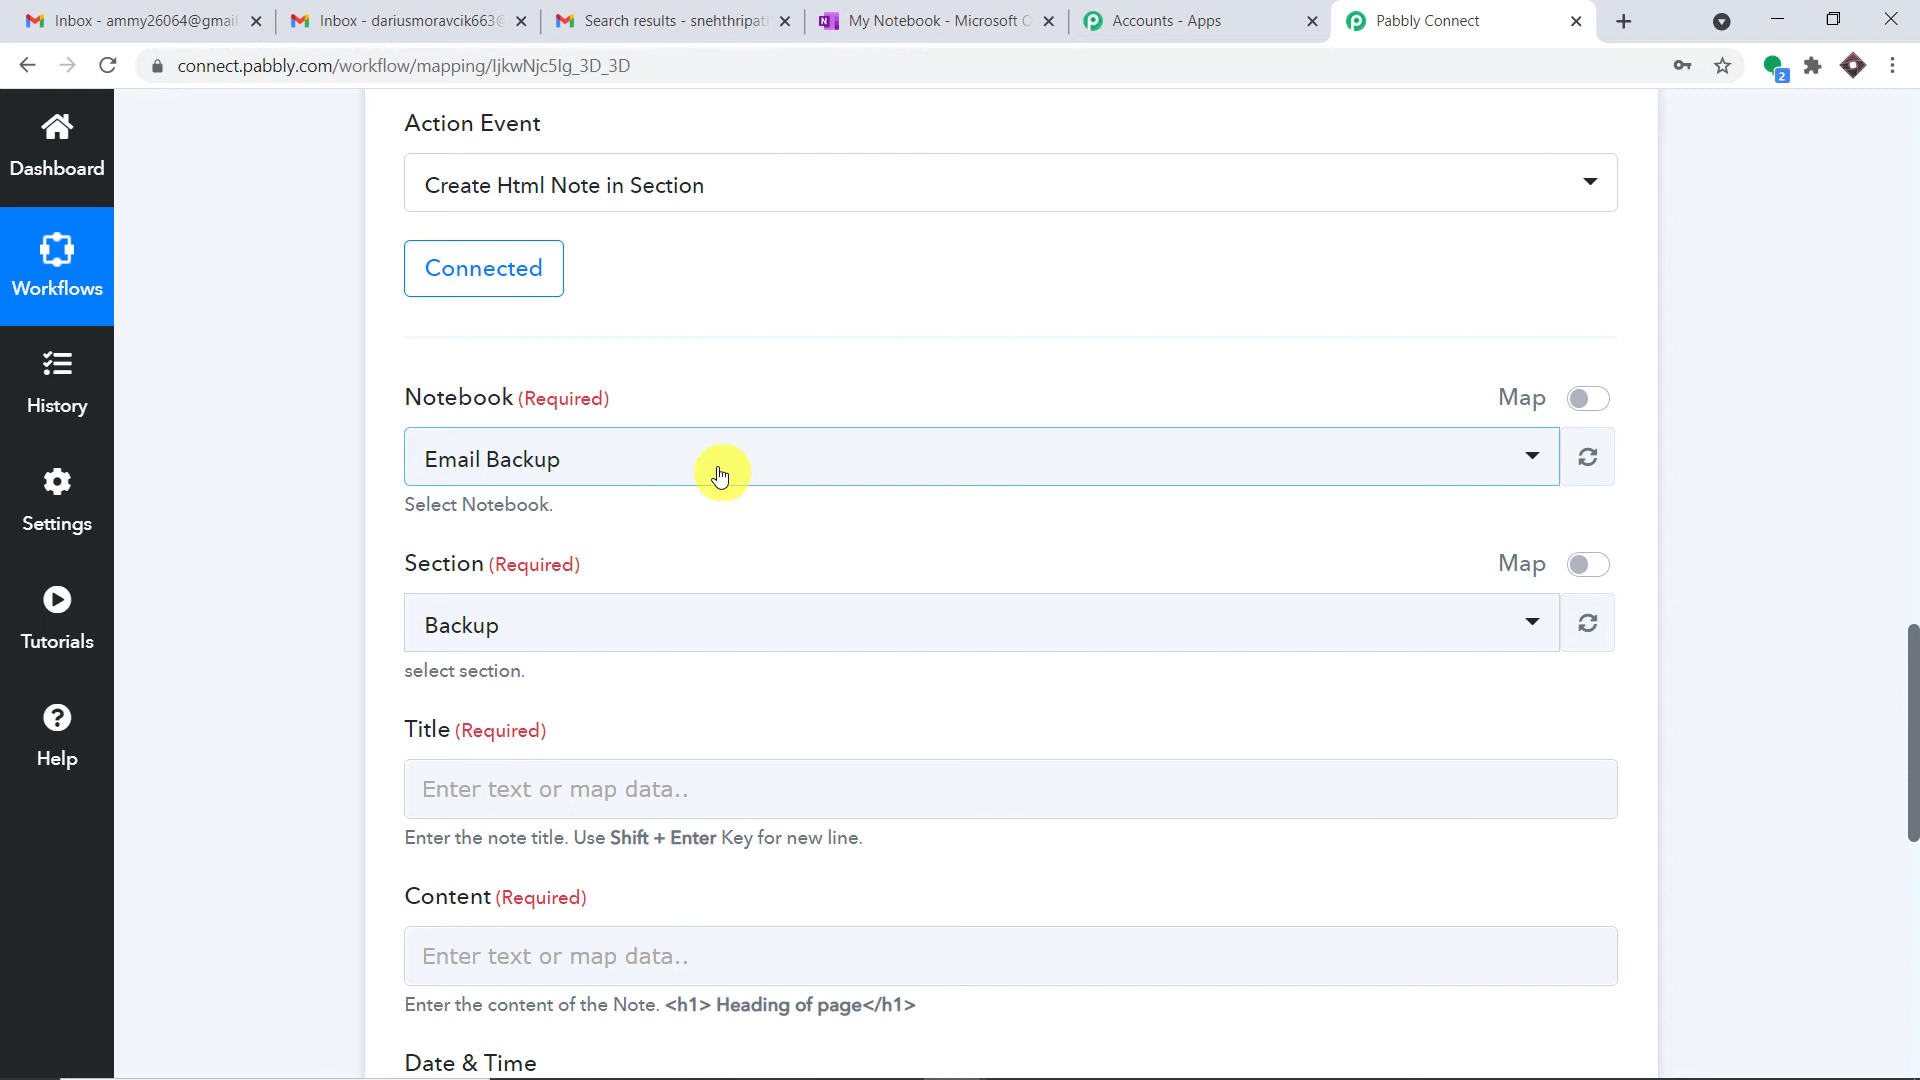 Inbox - ammy26064@gmail
Inbox - dariusmoravcik663@
Search results - snehthripati
My Notebook - Microsoft O
Accounts - Apps
Pabbly Connect
connect.pabbly.com/workflow/mapping/IjkwNjc5Ig_3D_3D
2
Dashboard
Workflows
History
Settings
Tutorials
Help
Action Event
Create Html Note in Section
Connected
Notebook (Required)
Map
Email Backup
Select Notebook.
Section (Required)
Map
Backup
select section.
Title (Required)
Enter text or map data..
Enter the note title. Use Shift + Enter Key for new line.
Content (Required)
Enter text or map data..
Enter the content of the Note. <h1> Heading of page</h1>
Date & Time